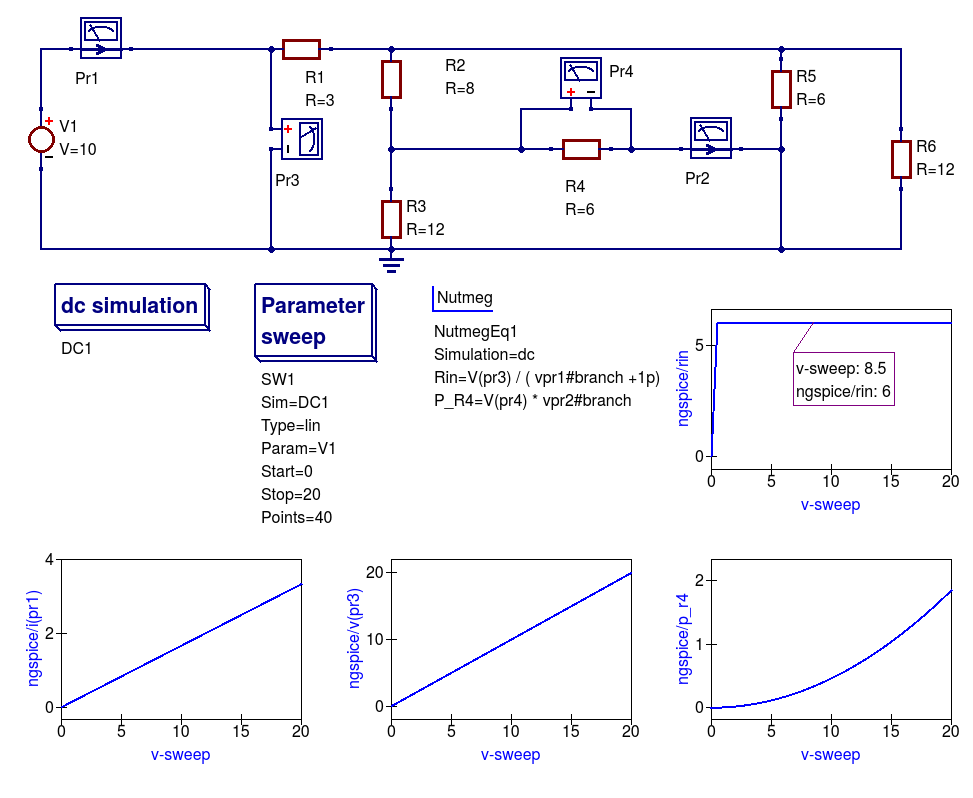 Pr1
V1
V=10
R1
R=3
Pr3
R2
R=8
R3
R=12
Pr4
R4
R=6
Pr2
R5
R=6
R6
R=12
dc simulation
DC1
Parameter
sweep
SW1
Sim=DC1
Type=lin
Param=V1
Start=0
Stop=20
Points=40
Nutmeg
NutmegEq1
Simulation=dc
Rin=V(pr3) / ( vpr1#branch +1p)
P_R4=V(pr4) * vpr2#branch
ngspice/rin
5
0
v-sweep: 8.5
ngspice/rin: 6
0 5 10 15 20
v-sweep
ngspice/i(pr1)
4
2
0
0 5 10 15 20
v-sweep
ngspice/v(pr3)
20
10
0
0 5 10 15 20
v-sweep
ngspice/p_r4
2
1
0
0 5 10 15 20
v-sweep